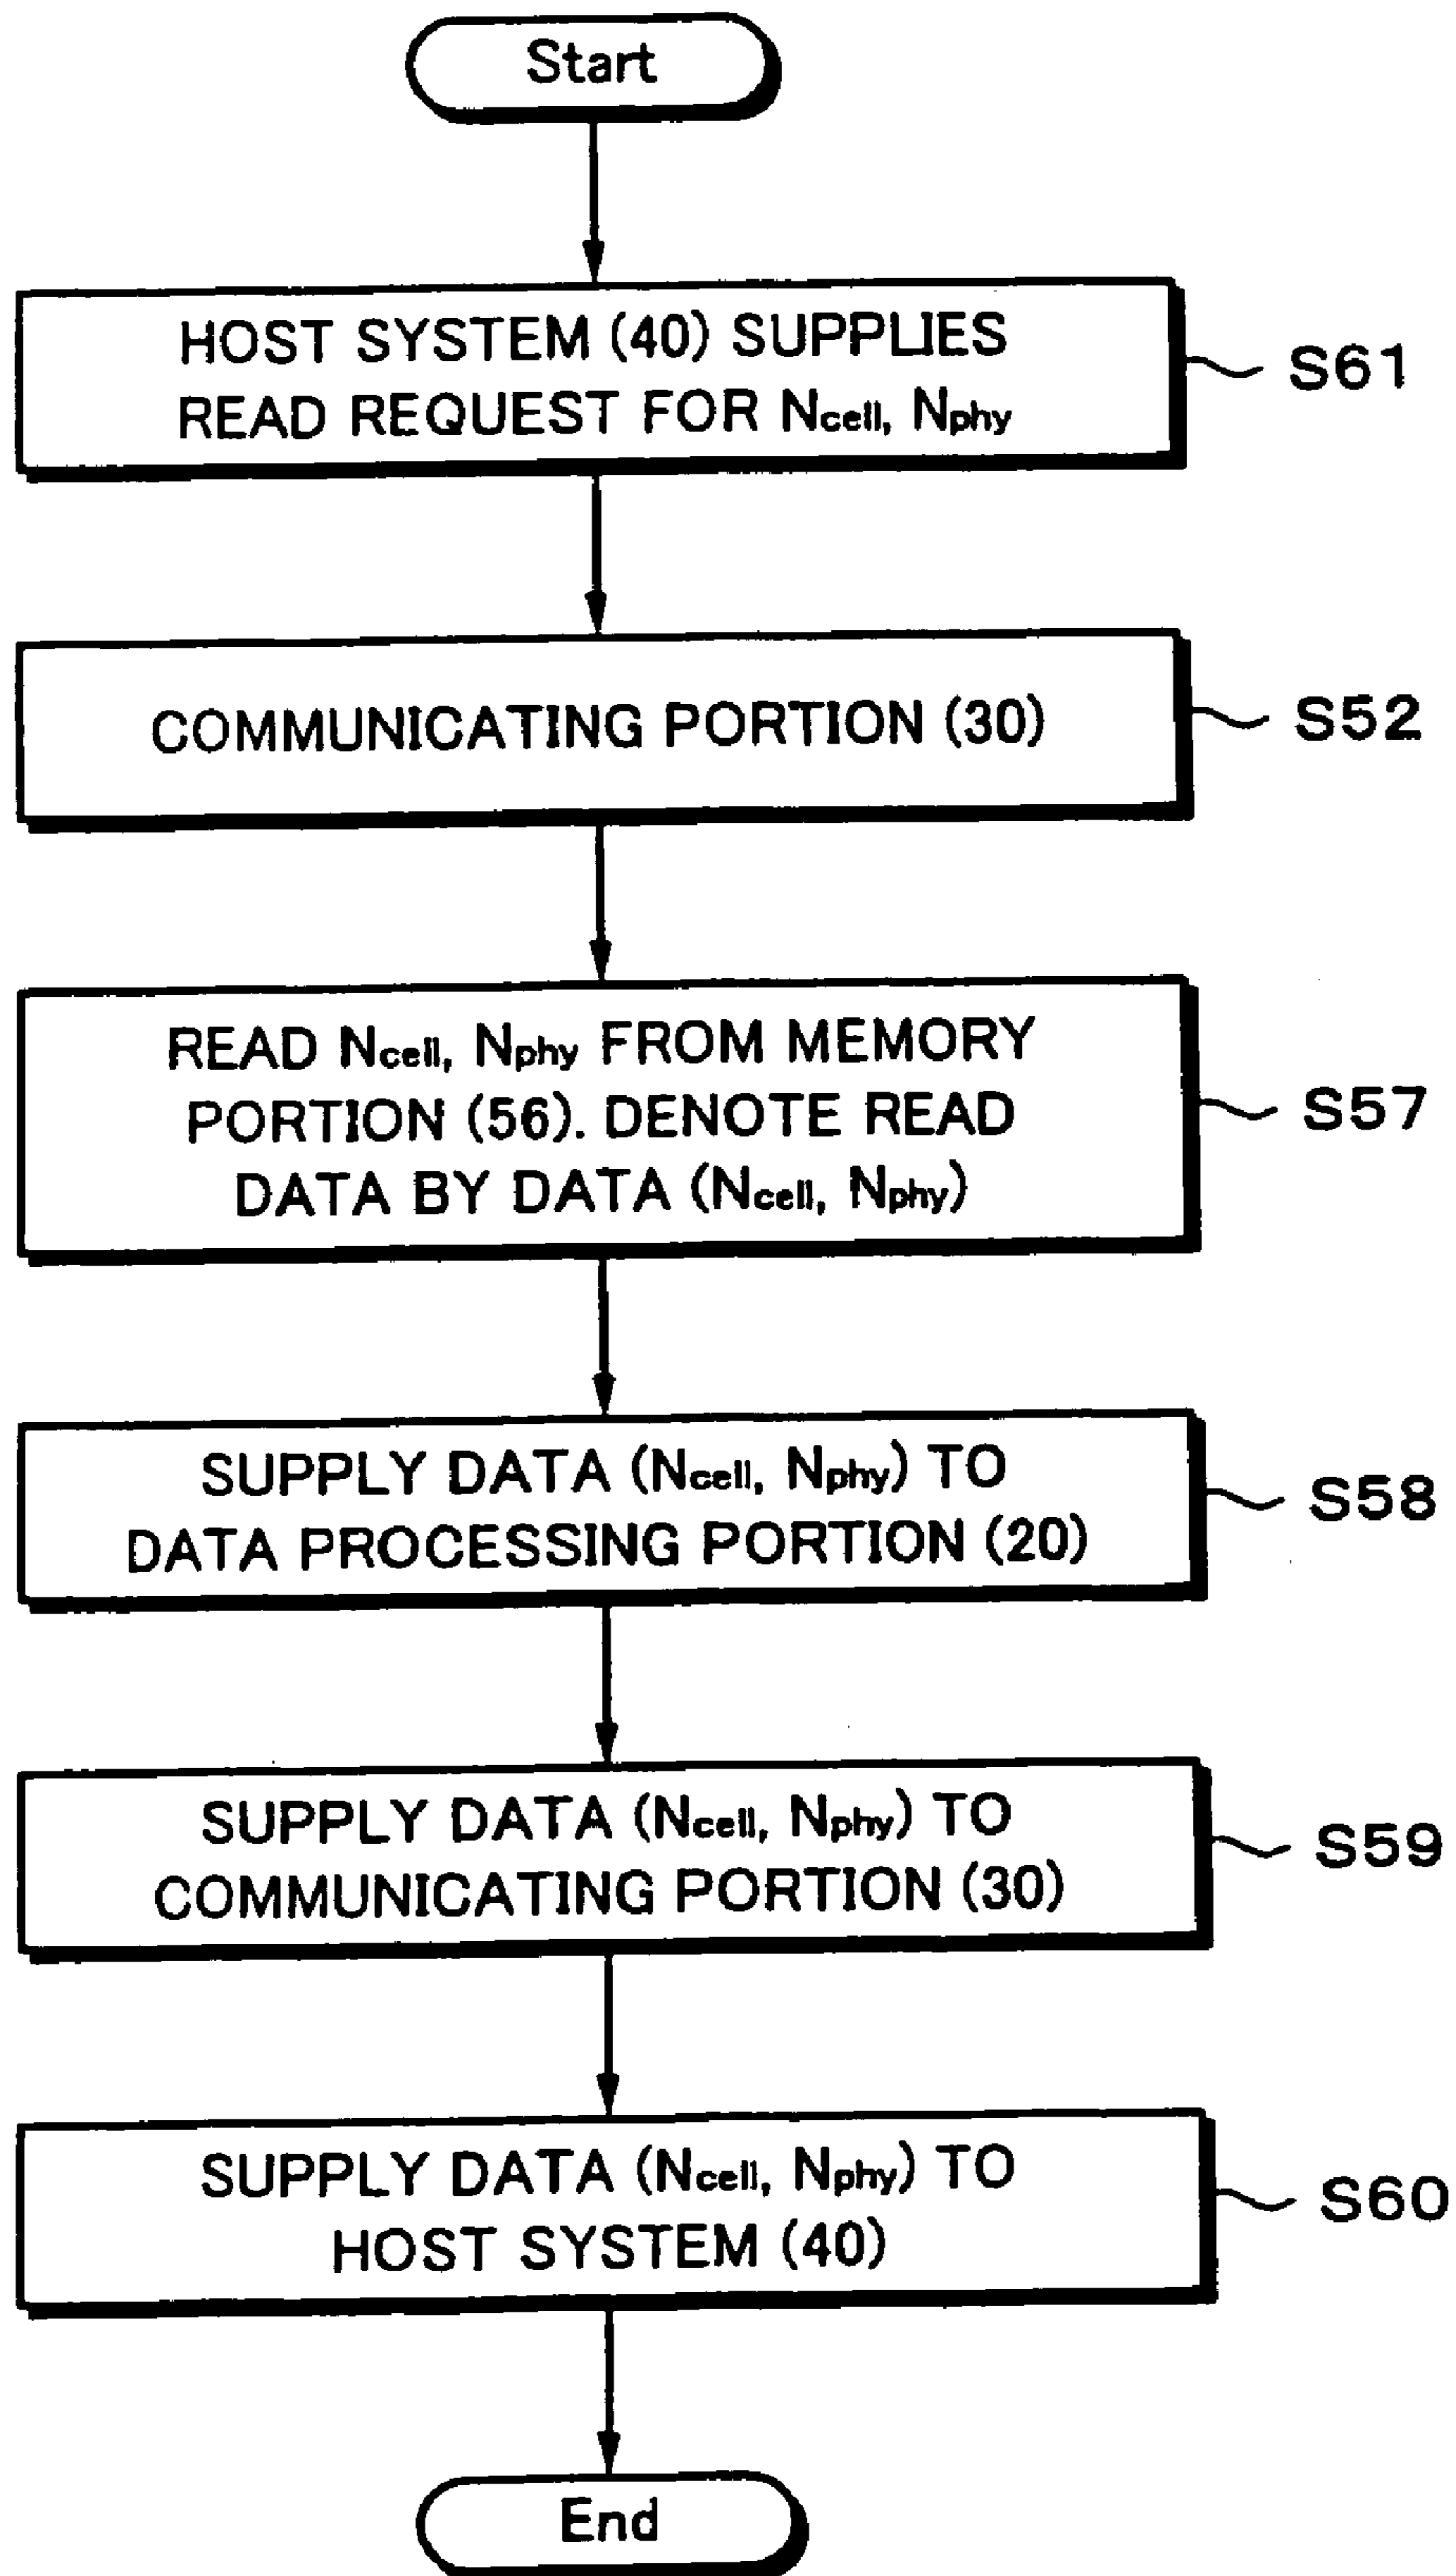 Start
HOST SYSTEM (40) SUPPLIES
READ REQUEST FOR Ncell, Nphy
S61
COMMUNICATING PORTION (30)
S52
READ Ncell, Nphy FROM MEMORY
PORTION (56). DENOTE READ
DATA BY DATA (Ncell, Nphy)
S57
SUPPLY DATA (Ncell, Nphy) TO
DATA PROCESSING PORTION (20)
S58
SUPPLY DATA (Ncell, Nphy) TO
COMMUNICATING PORTION (30)
S59
SUPPLY DATA (Ncell, Nphy) TO
HOST SYSTEM (40)
S60
End